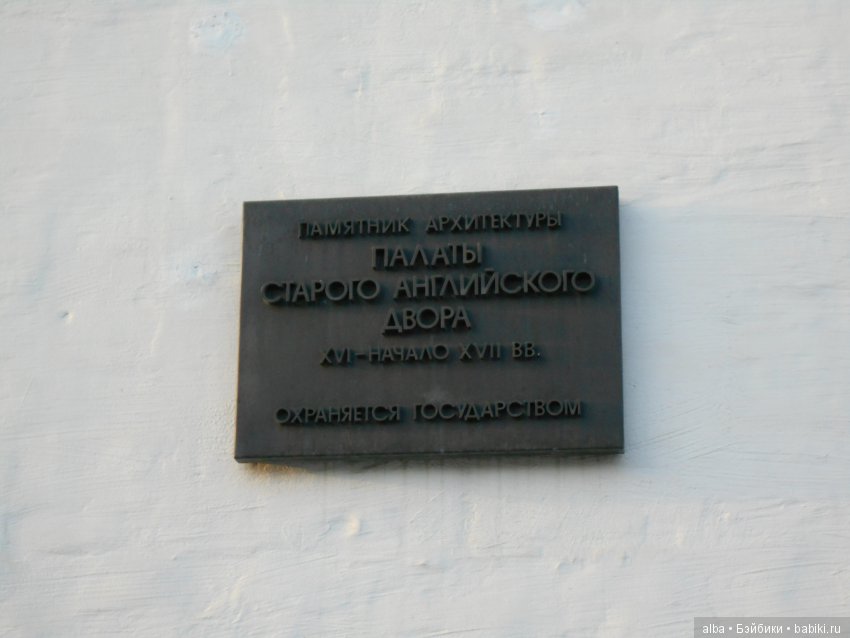 ПАМЯТНИК АРХИТЕКТУРЫ
ПАЛАТЫ
СТАРОГО АНГЛИЙСКОГО
ДВОРА
XVI-НАЧАЛО XVII ВВ.
ОХРАНЯЕТСЯ ГОСУДАРСТВОМ
alba • Бэйбики • babiki.ru